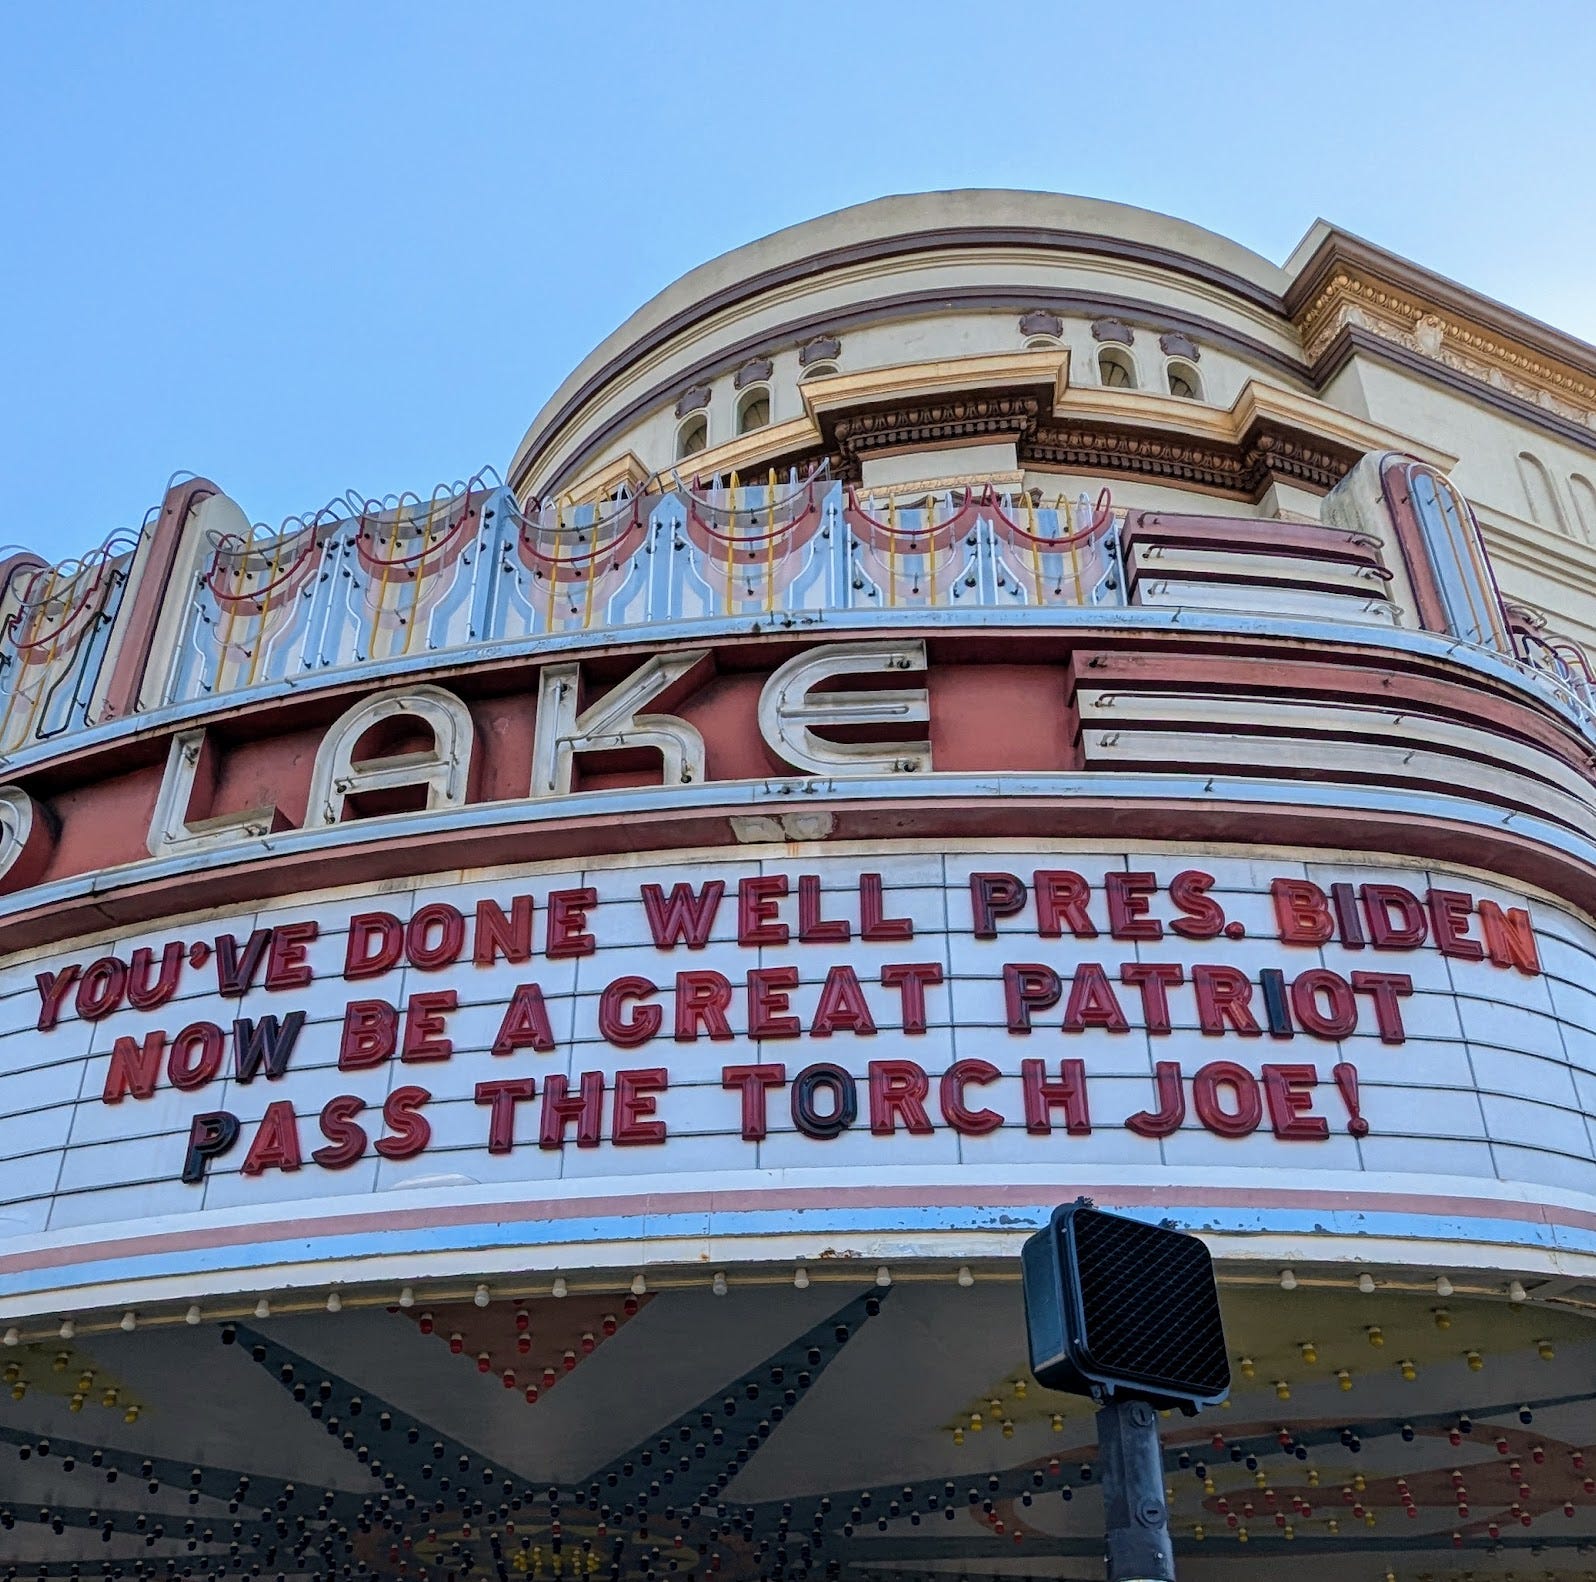 LAKE
YOU'VE DONE WELL PRES. BIDEN
NOW BE A GREAT PATRIOT
PASS THE TORCH JOE!